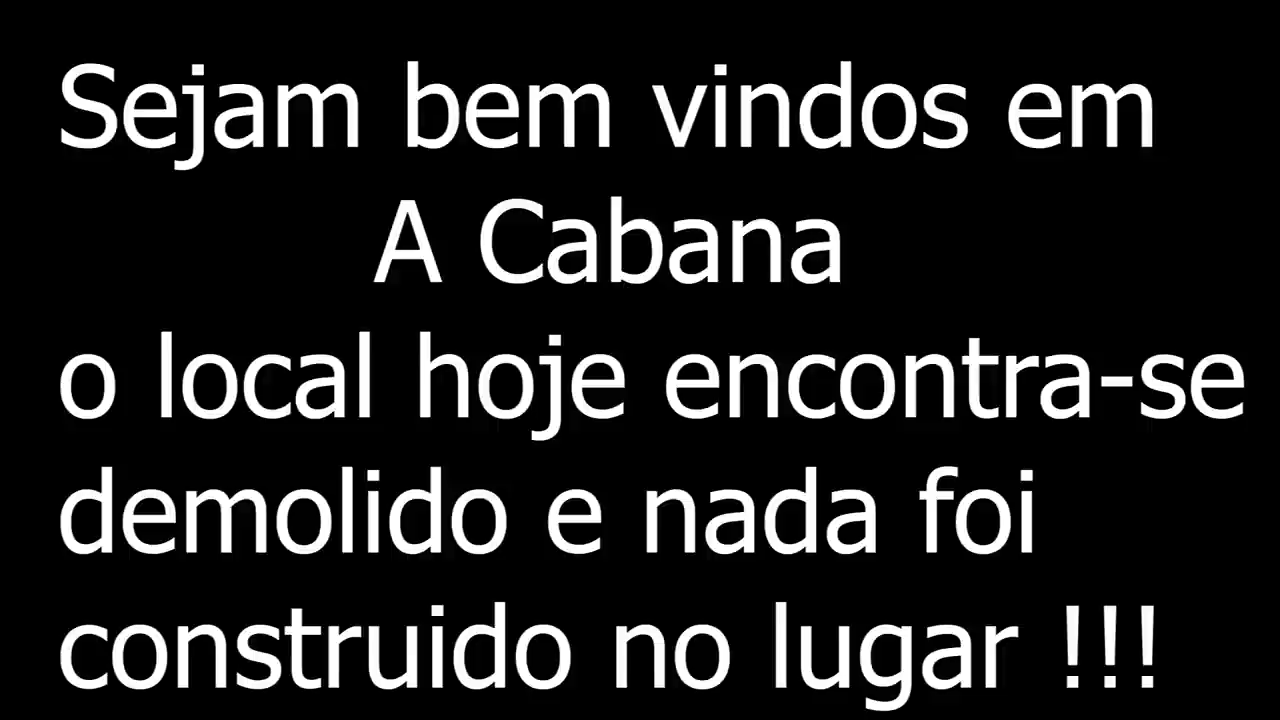 Sejam bem vindos em
A Cabana
o local hoje encontra-se
demolido e nada foi
construido no lugar !!!